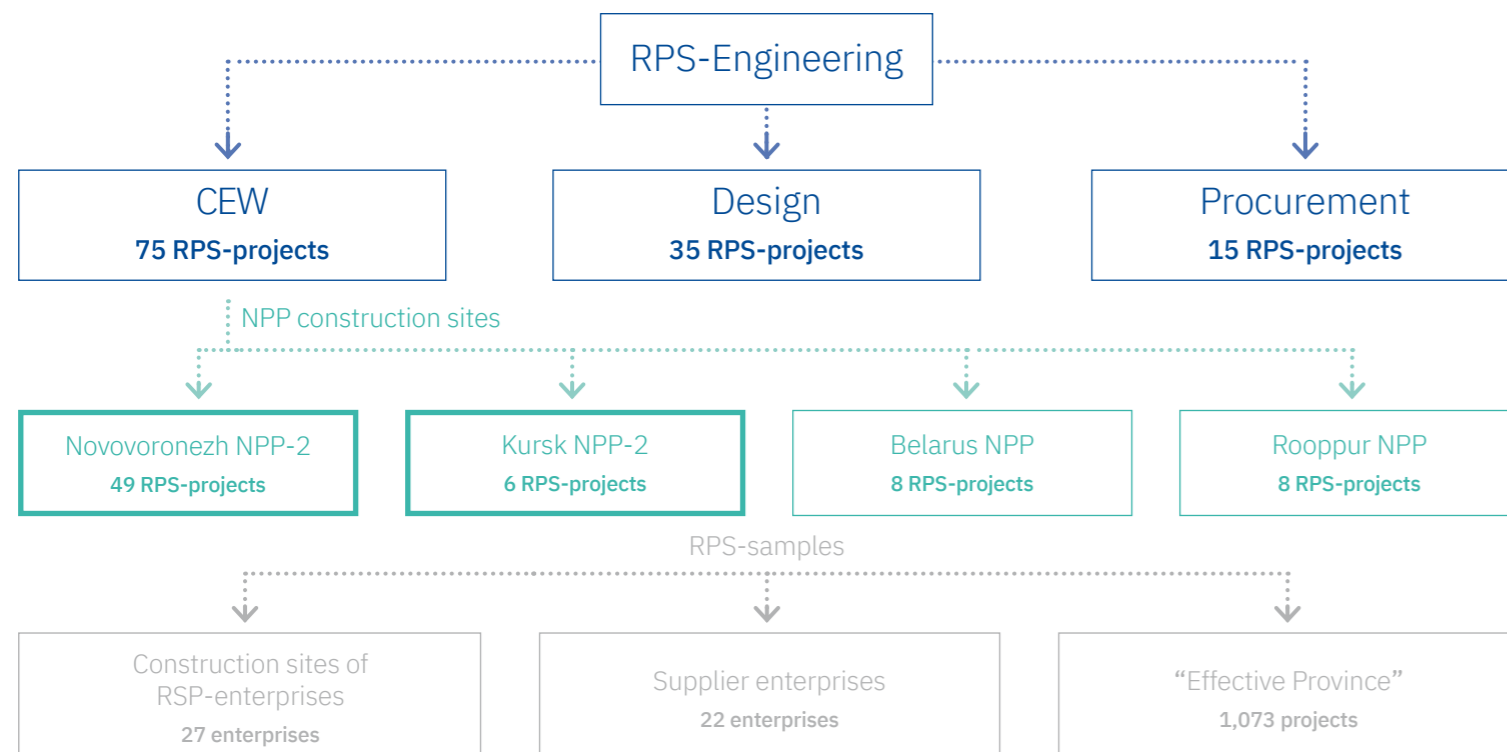 RPS-Engineering
CEW
75 RPS-projects
Design
35 RPS-projects
Procurement
15 RPS-projects
NPP construction sites
Novovoronezh NPP-2
49 RPS-projects
Kursk NPP-2
6 RPS-projects
Belarus NPP
8 RPS-projects
Rooppur NPP
8 RPS-projects
RPS-samples
Construction sites of
RSP-enterprises
27 enterprises
Supplier enterprises
22 enterprises
“Effective Province”
1,073 projects